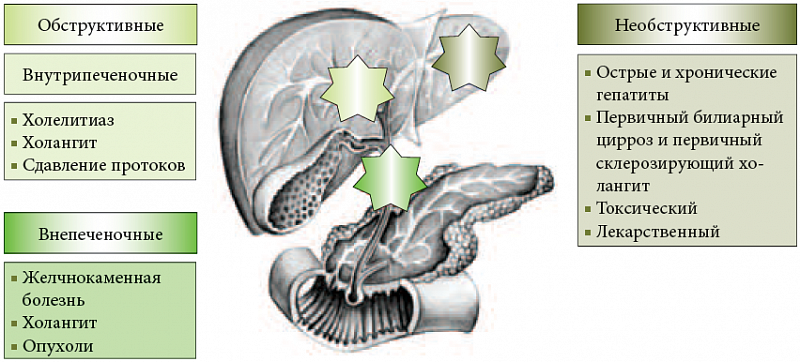 Обструктивные
Внутрипеченочные
Холелитиаз
Холангит
Сдавление протоков
Внепеченочные
Желчнокаменная
болезнь
Холангит
Опухоли
Необструктивные
Острые и хронические
гепатиты
Первичный билиарный
цирроз и первичный
склерозирующий хо-
лангит
Токсический
Лекарственный